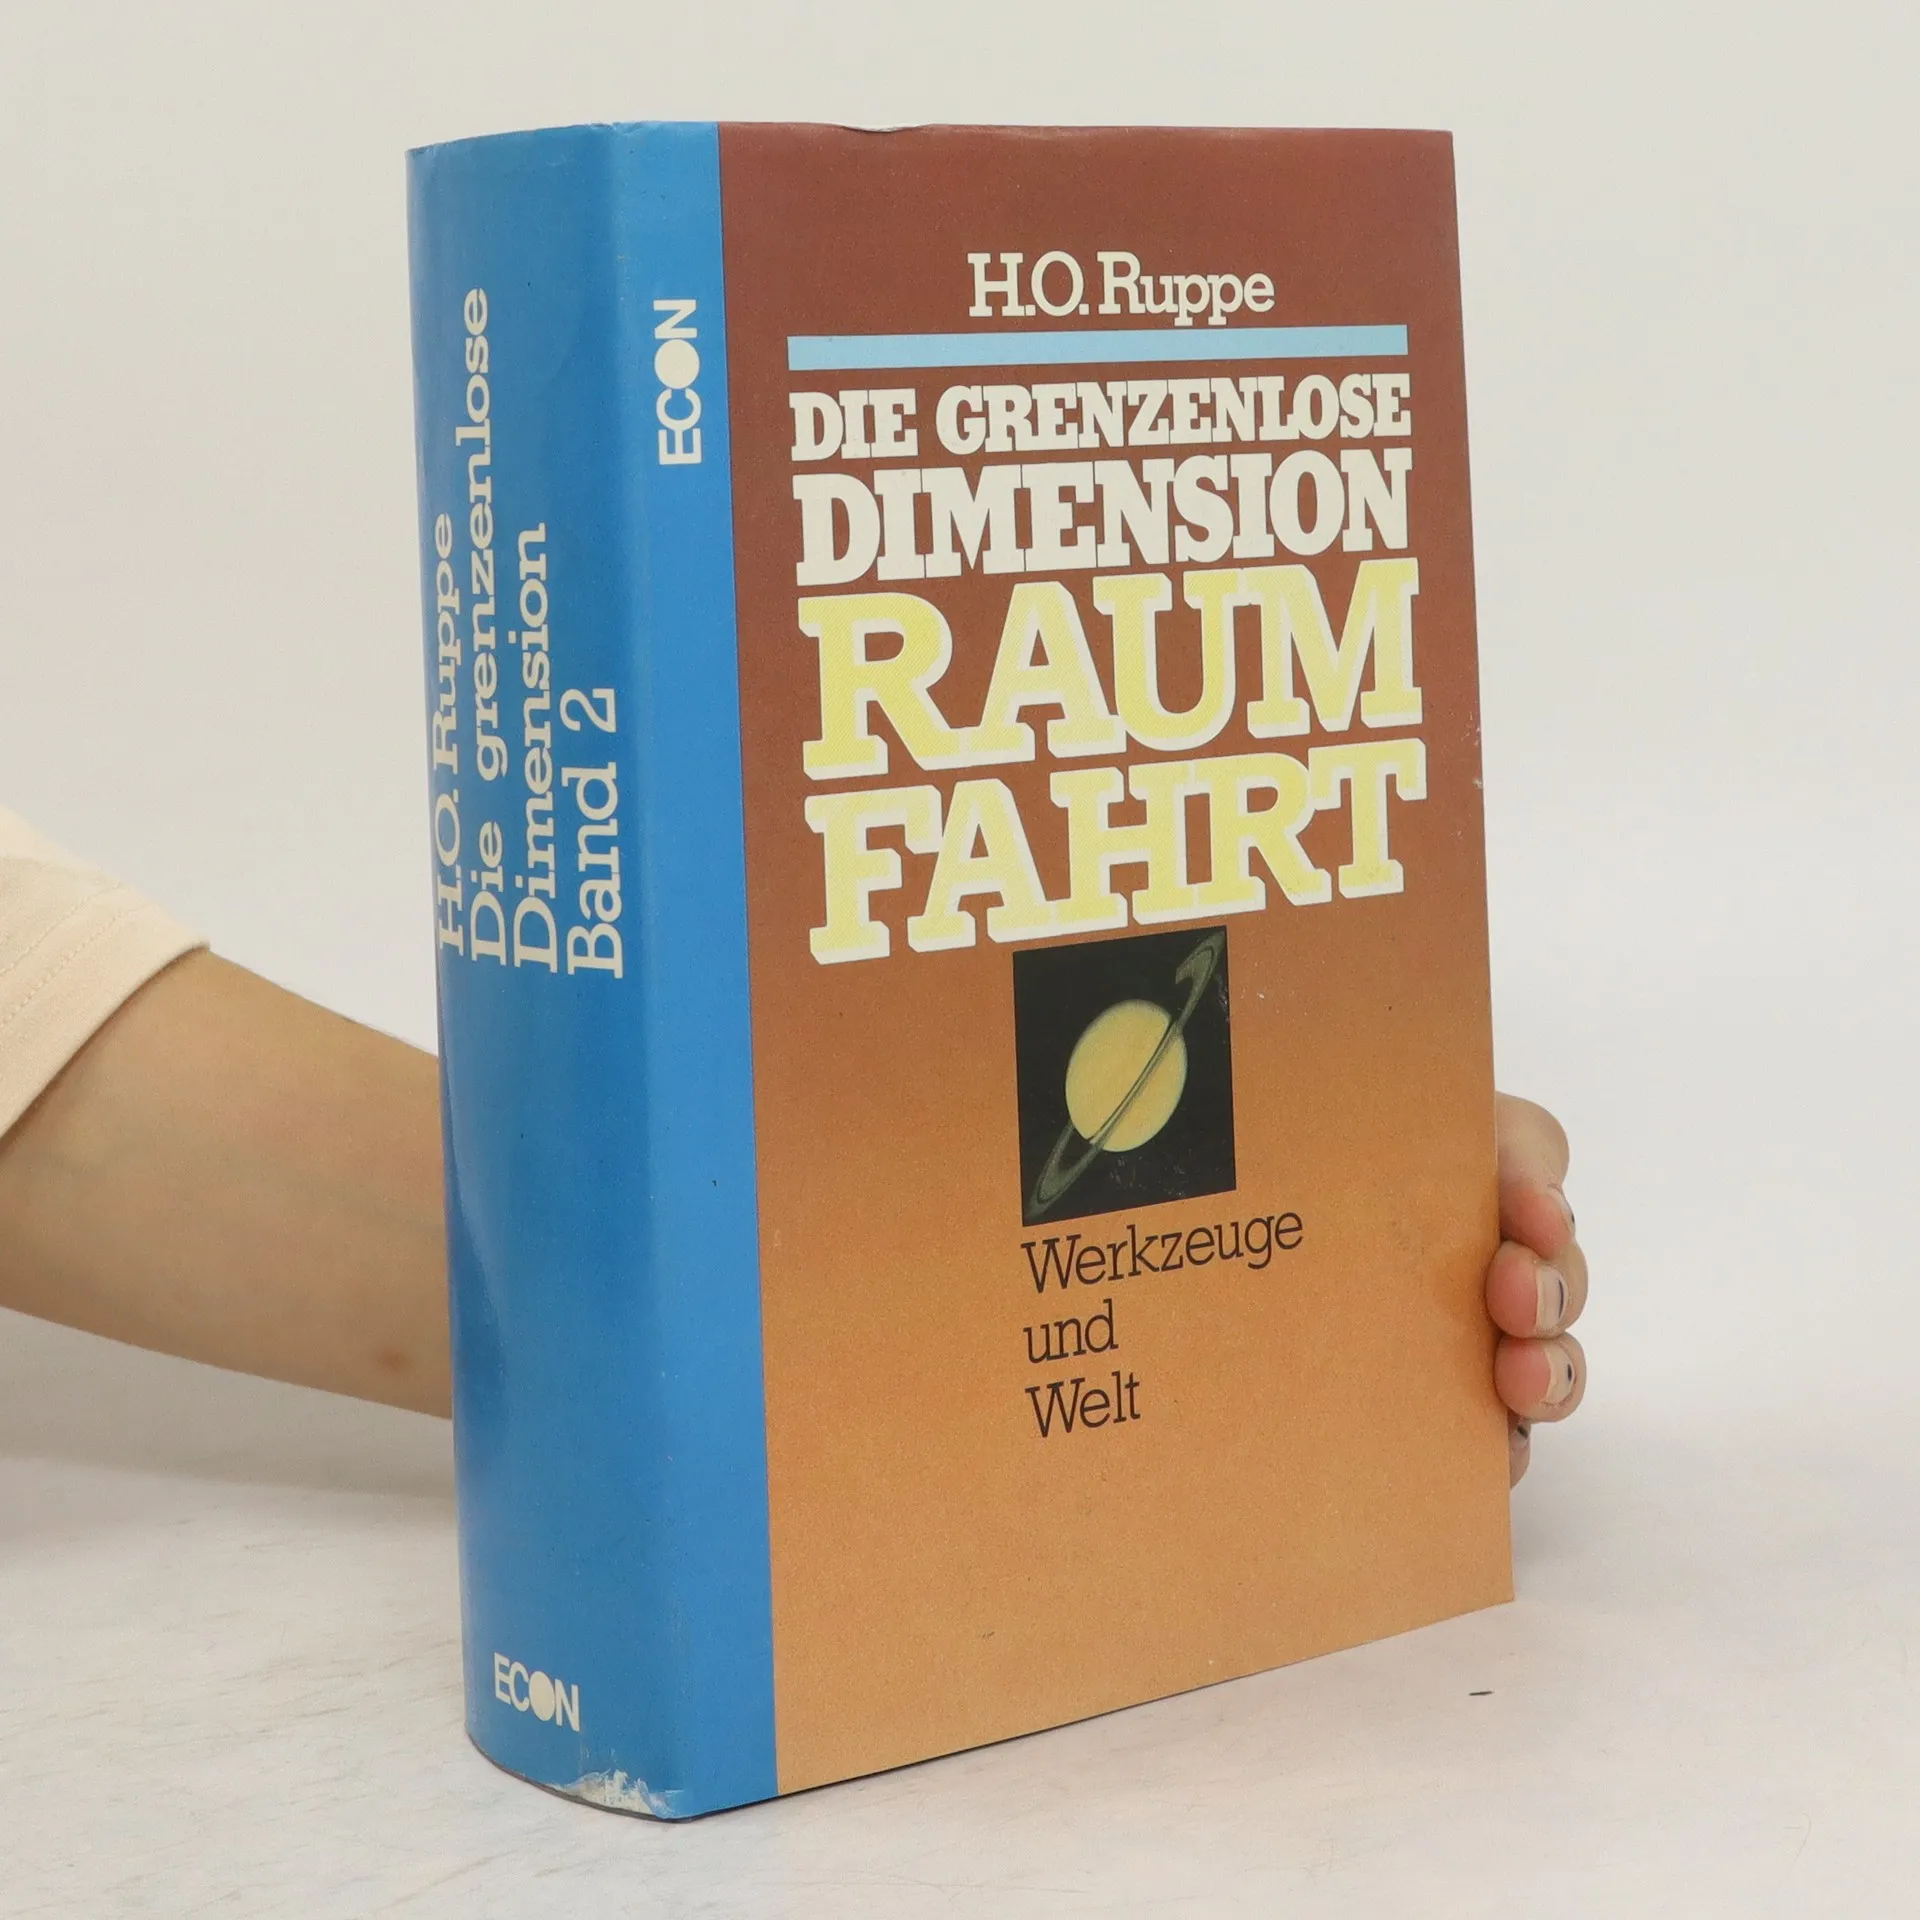 H.O. Ruppe
Die grenzenlose
Dimension
Band 2
ECON
ECON
H.O. Ruppe
DIE GRENZENLOSE
DIMENSION
RAUM
FAHRT
Werkzeuge
und
Welt